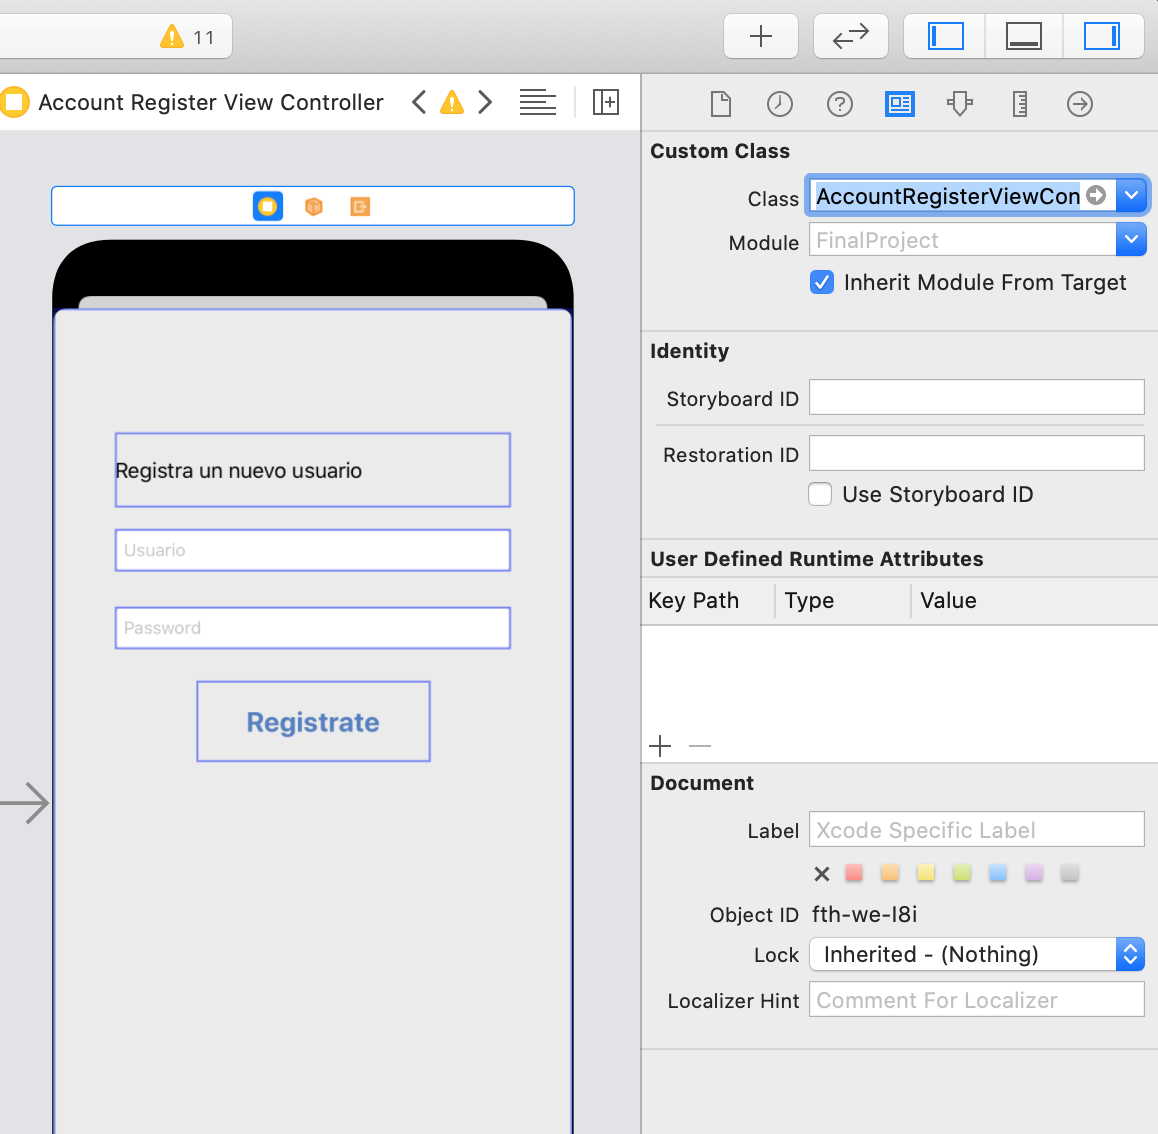 11
Account Register View Controller
Custom Class
Class AccountRegisterViewCon
Module FinalProject
Inherit Module From Target
Identity
Storyboard ID
Restoration ID
Use Storyboard ID
User Defined Runtime Attributes
Key Path Type Value
Document
Label Xcode Specific Label
Object ID fth-we-I8i
Lock Inherited - (Nothing)
Localizer Hint Comment For Localizer
Registra un nuevo usuario
Usuario
Password
Registrate